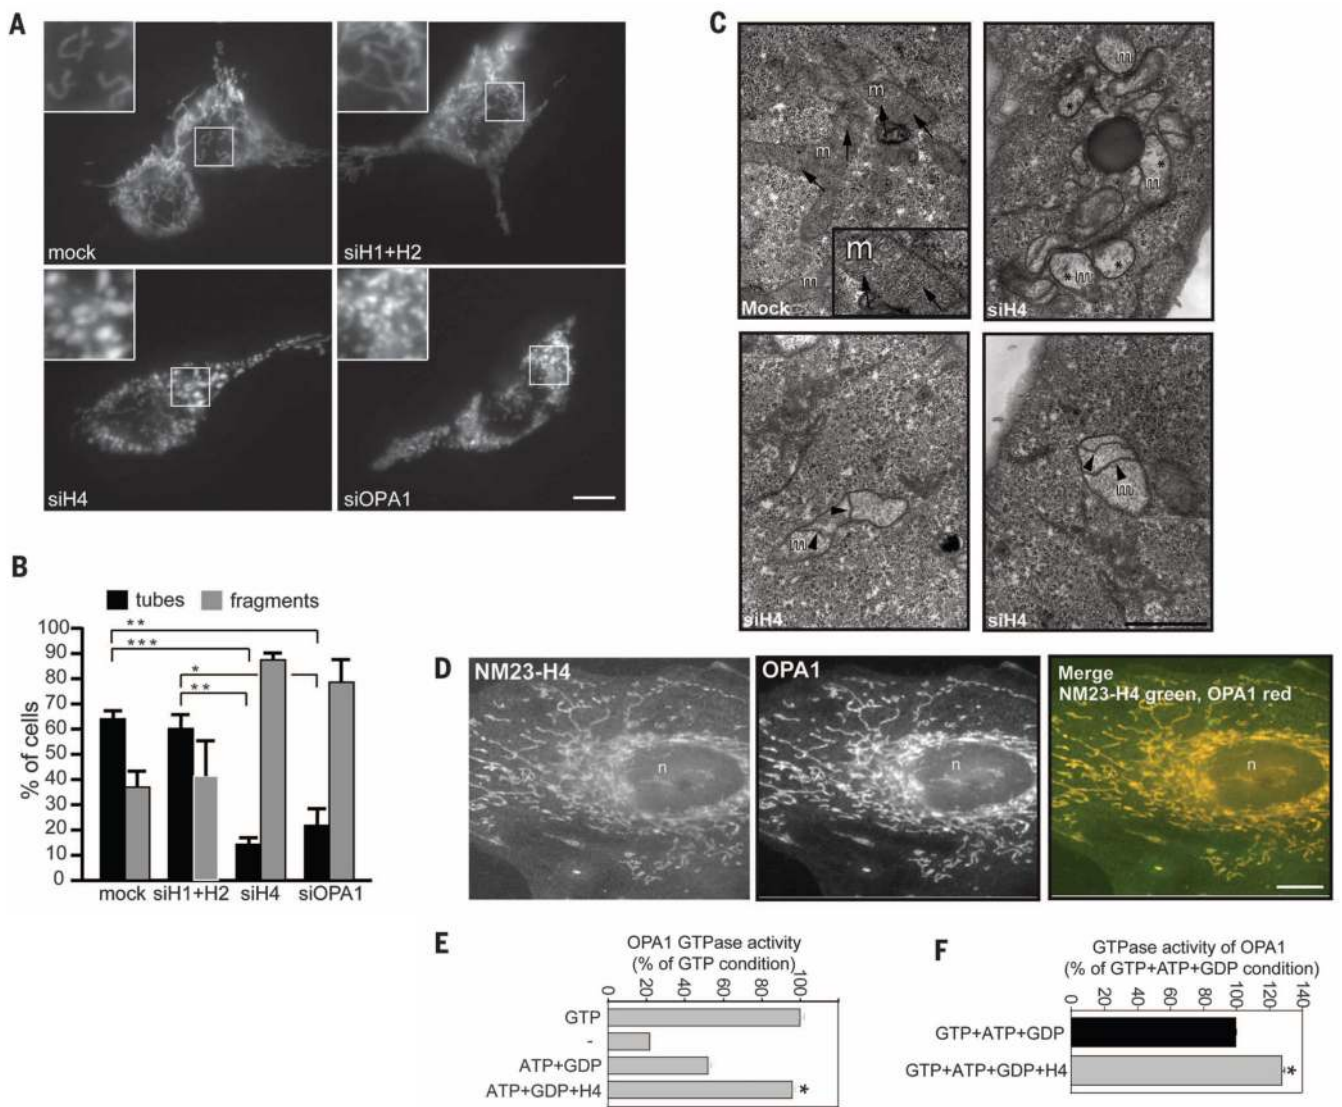 A
mock
siH1+H2
siH4
siOPA1
B
tubes
fragments
100
90
80
70
60
50
40
30
20
10
0
% of cells
**
***
*
**
mock siH1+H2 siH4 siOPA1
C
m
m
m
m
Mock
m
*
*
m
*
*
m
siH4
m
siH4
m
siH4
D
NM23-H4
n
OPA1
n
Merge
NM23-H4 green, OPA1 red
n
E
OPA1 GTPase activity
(% of GTP condition)
0 20 40 60 80 100
GTP
-
ATP+GDP
ATP+GDP+H4
*
F
GTPase activity of OPA1
(% of GTP+ATP+GDP condition)
0 20 40 60 80 100 120 140
GTP+ATP+GDP
GTP+ATP+GDP+H4
*